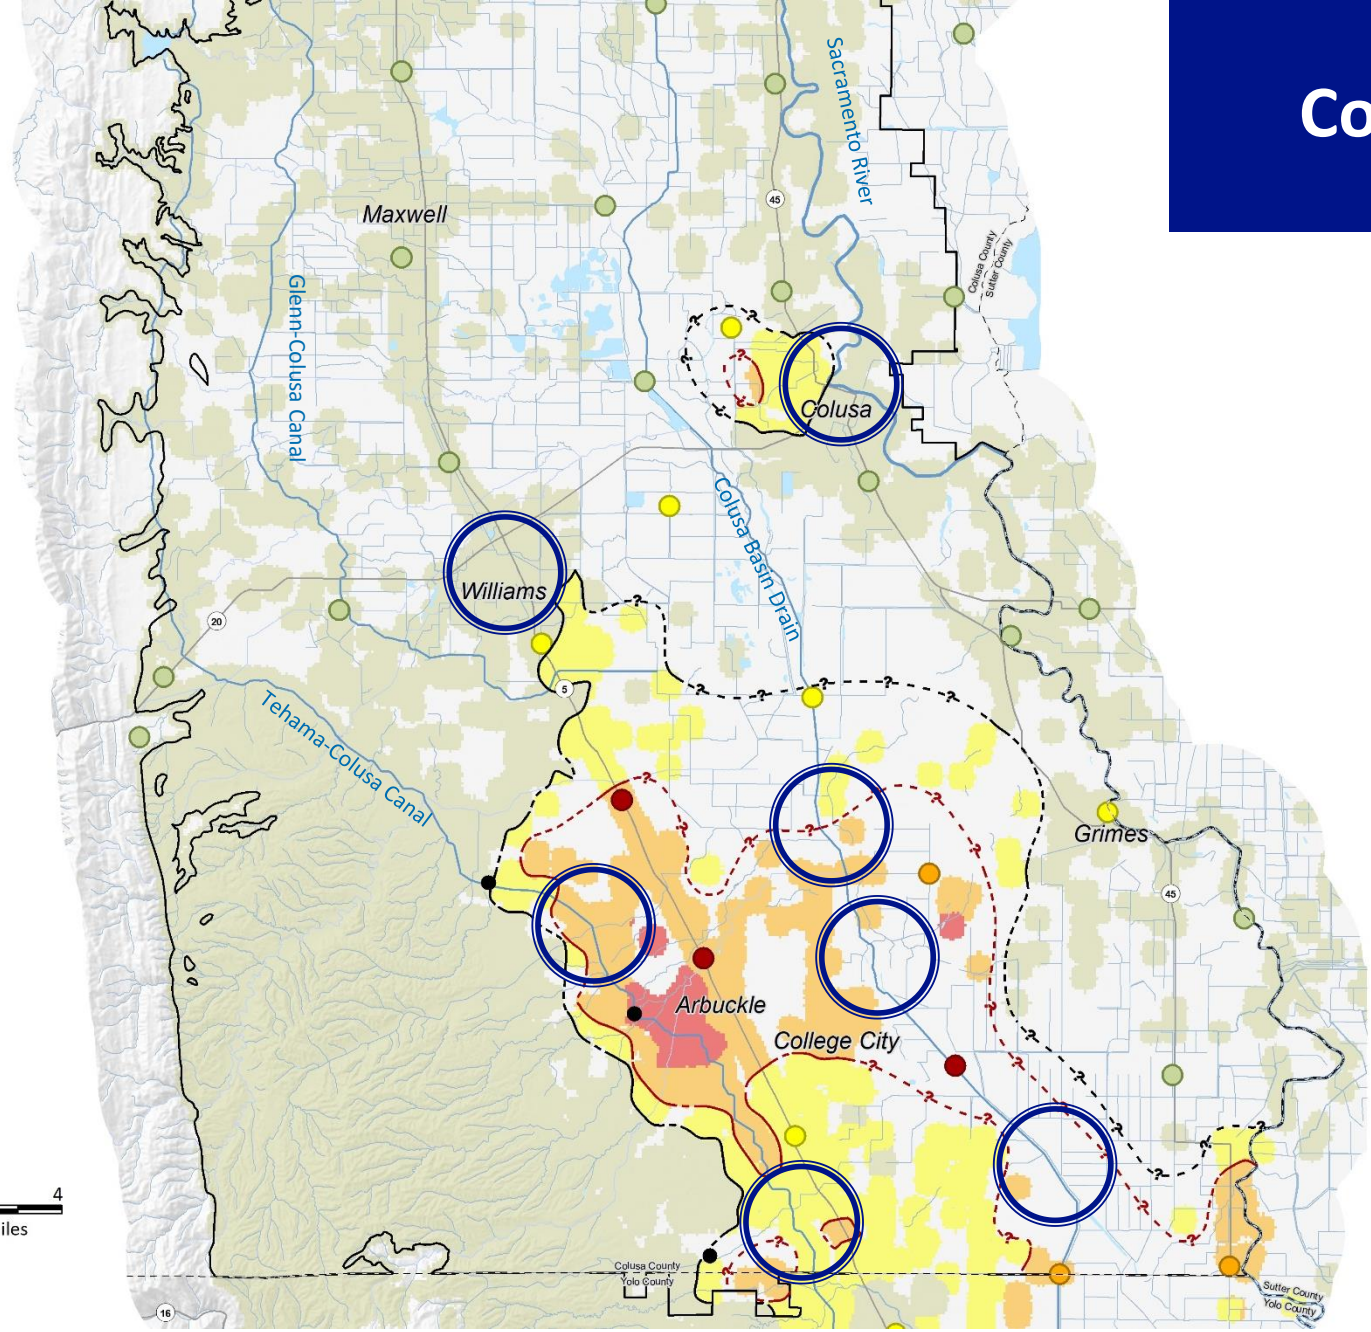 Co
Sacramento River
45
Maxwell
Colusa County
Sutter County
Glenn-Colusa Canal
?
?
?
?
?
?
?
Colusa
Colusa Basin Drain
Williams
?
20
5
?
?
?
?
?
Tehama-Colusa Canal
?
?
?
?
?
?
?
Grimes
45
?
Arbuckle
College City
?
?
?
?
?
?
?
?
?
?
?
4
iles
?
?
?
?
Colusa County
Yolo County
Sutter County
Yolo County
16